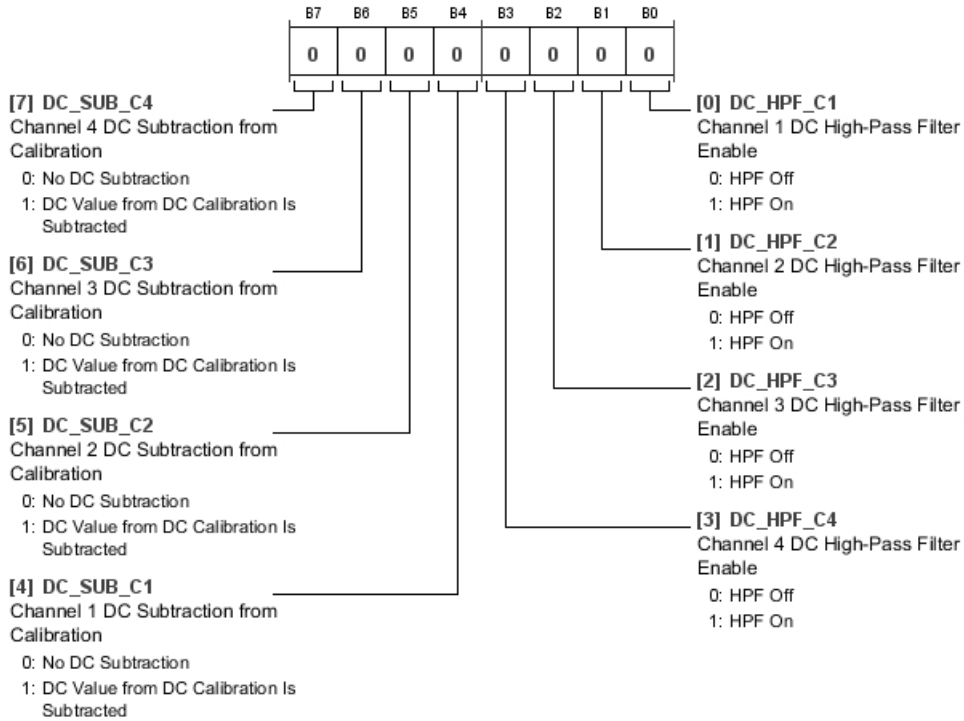 B7 B6 B5 B4 B3 B2 B1 B0
0 0 0 0 0 0 0 0
[7] DC_SUB_C4
Channel 4 DC Subtraction from
Calibration
0: No DC Subtraction
1: DC Value from DC Calibration Is
Subtracted
[6] DC_SUB_C3
Channel 3 DC Subtraction from
Calibration
0: No DC Subtraction
1: DC Value from DC Calibration Is
Subtracted
[5] DC_SUB_C2
Channel 2 DC Subtraction from
Calibration
0: No DC Subtraction
1: DC Value from DC Calibration Is
Subtracted
[4] DC_SUB_C1
Channel 1 DC Subtraction from
Calibration
0: No DC Subtraction
1: DC Value from DC Calibration Is
Subtracted
[0] DC_HPF_C1
Channel 1 DC High-Pass Filter
Enable
0: HPF Off
1: HPF On
[1] DC_HPF_C2
Channel 2 DC High-Pass Filter
Enable
0: HPF Off
1: HPF On
[2] DC_HPF_C3
Channel 3 DC High-Pass Filter
Enable
0: HPF Off
1: HPF On
[3] DC_HPF_C4
Channel 4 DC High-Pass Filter
Enable
0: HPF Off
1: HPF On